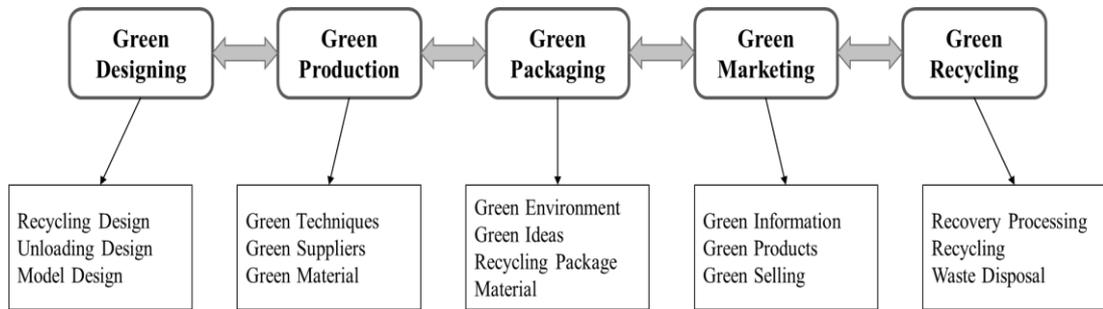 Green
Designing
Green
Production
Green
Packaging
Green
Marketing
Green
Recycling
Recycling Design
Unloading Design
Model Design
Green Techniques
Green Suppliers
Green Material
Green Environment
Green Ideas
Recycling Package
Material
Green Information
Green Products
Green Selling
Recovery Processing
Recycling
Waste Disposal